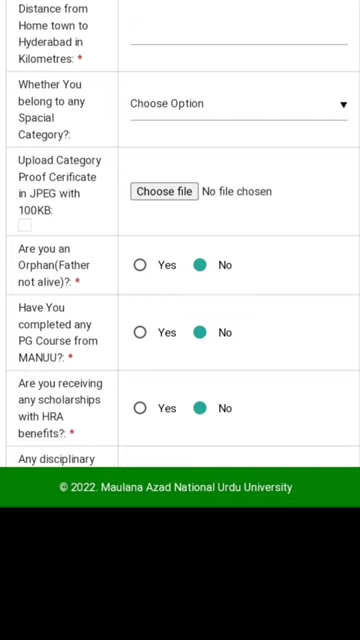 Distance from
Home town to
Hyderabad in
Kilometres: *
Whether You
belong to any
Spacial
Category?:
Choose Option
Upload Category
Proof Cerificate
in JPEG with
100KB:
Choose file No file chosen
Are you an
Orphan(Father
not alive)?: *
Yes No
Have You
completed any
PG Course from
MANUU?: *
Yes No
Are you receiving
any scholarships
with HRA
benefits?: *
Yes No
Any disciplinary
© 2022. Maulana Azad National Urdu University